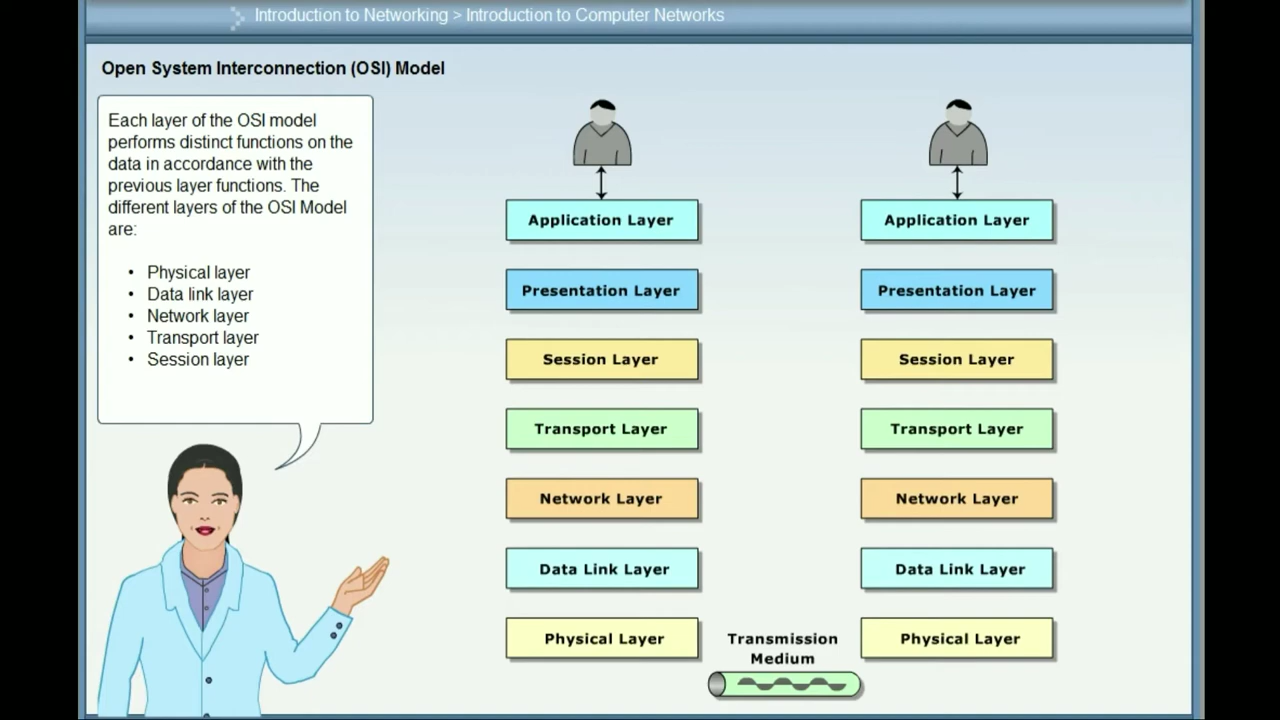 Introduction to Networking > Introduction to Computer Networks
Open System Interconnection (OSI) Model
Each layer of the OSI model
performs distinct functions on the
data in accordance with the
previous layer functions. The
different layers of the OSI Model
are:
• Physical layer
• Data link layer
• Network layer
• Transport layer
• Session layer
Application Layer
Presentation Layer
Session Layer
Transport Layer
Network Layer
Data Link Layer
Physical Layer
Transmission
Medium
Application Layer
Presentation Layer
Session Layer
Transport Layer
Network Layer
Data Link Layer
Physical Layer